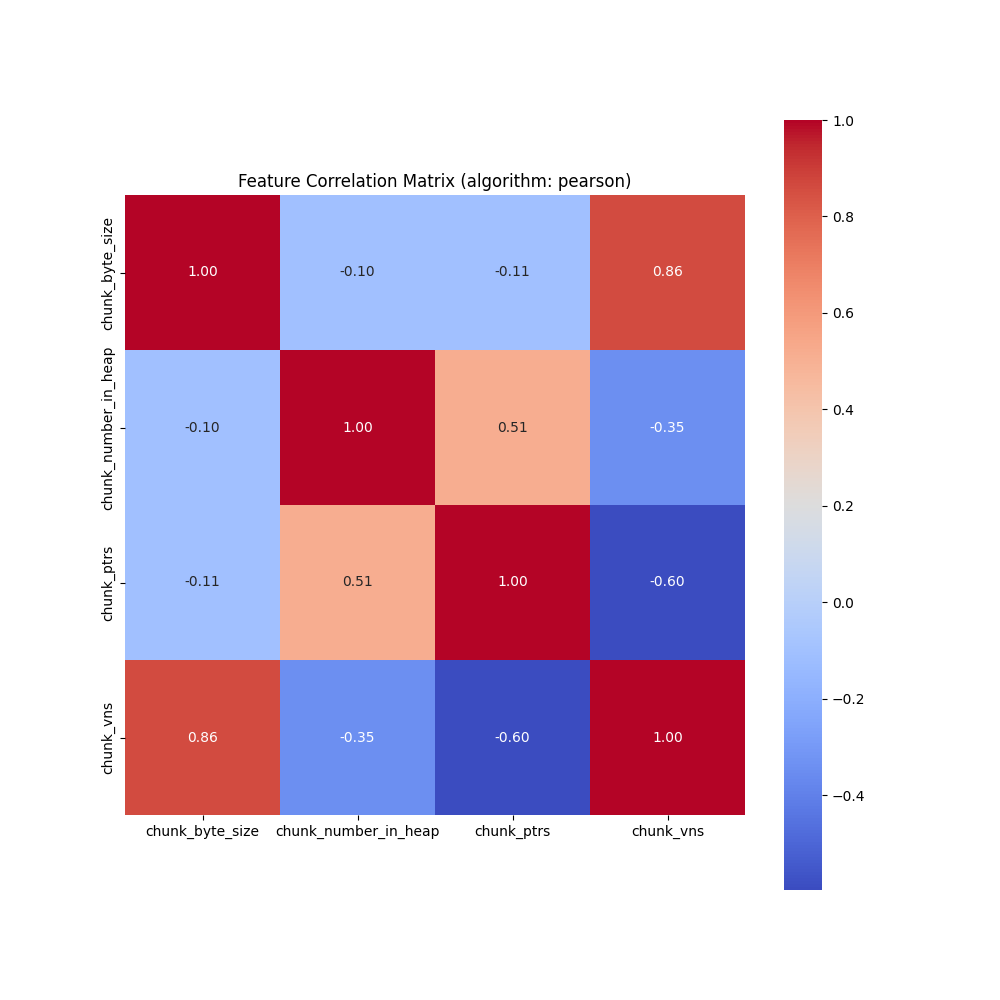 Feature Correlation Matrix (algorithm: pearson)
chunk_byte_size
1.00
-0.10
-0.11
0.86
chunk_number_in_heap
-0.10
1.00
0.51
-0.35
chunk_ptrs
-0.11
0.51
1.00
-0.60
chunk_vns
0.86
-0.35
-0.60
1.00
chunk_byte_size
chunk_number_in_heap
chunk_ptrs
chunk_vns
1.0
0.8
0.6
0.4
0.2
0.0
−0.2
−0.4